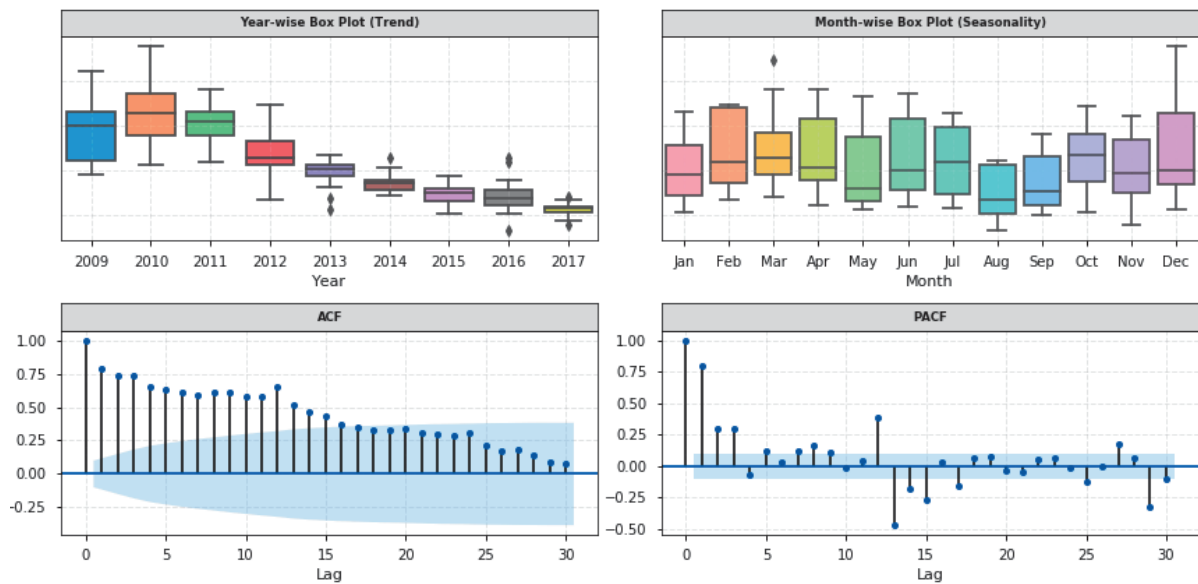 Year-wise Box Plot (Trend)
2009 2010 2011 2012 2013 2014 2015 2016 2017
Year
Month-wise Box Plot (Seasonality)
Jan Feb Mar Apr May Jun Jul Aug Sep Oct Nov Dec
Month
ACF
1.00
0.75
0.50
0.25
0.00
-0.25
0 5 10 15 20 25 30
Lag
PACF
1.00
0.75
0.50
0.25
0.00
−0.25
−0.50
0 5 10 15 20 25 30
Lag